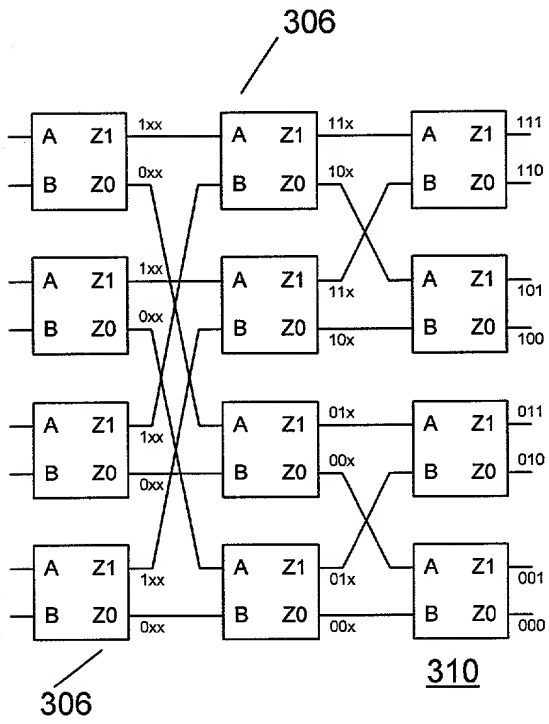 306
A Z1 1xx A Z1 11x A Z1 111
B Z0 0xx B Z0 10x B Z0 110
A Z1 1xx A Z1 11x A Z1 101
B Z0 0xx B Z0 10x B Z0 100
A Z1 1xx A Z1 01x A Z1 011
B Z0 0xx B Z0 00x B Z0 010
A Z1 1xx A Z1 01x A Z1 001
B Z0 0xx B Z0 00x B Z0 000
306
310